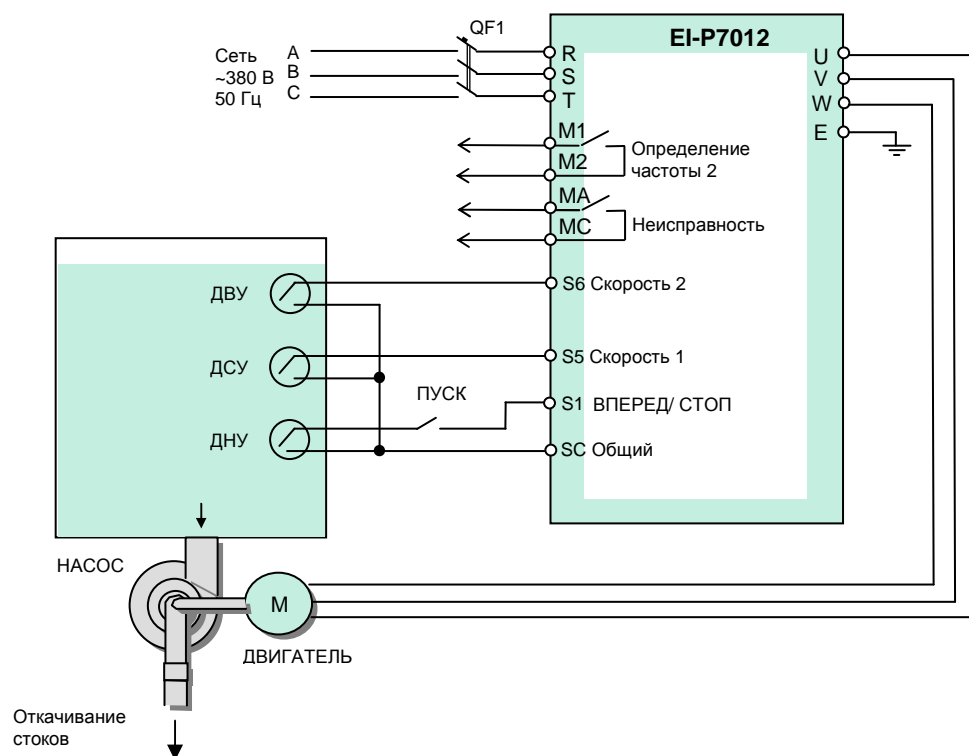 QF1
EI-P7012
Сеть
~380 В
50 Гц
A
B
C
R
S
T
U
V
W
E
M1
M2
Определение
частоты 2
MA
MC
Неисправность
ДВУ
S6 Скорость 2
ДСУ
S5 Скорость 1
ПУСК
S1 ВПЕРЕД/ СТОП
ДНУ
SC Общий
НАСОС
М
ДВИГАТЕЛЬ
Откачивание
стоков